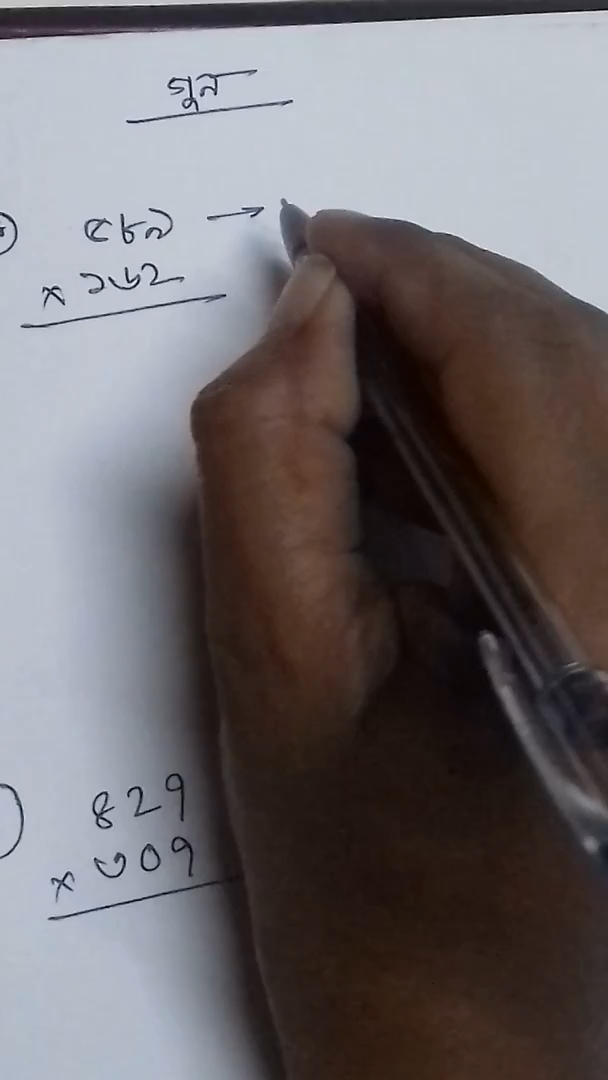 গুন
৫৮৯ →
× ১৬২
৪২৭
× ৩০৭